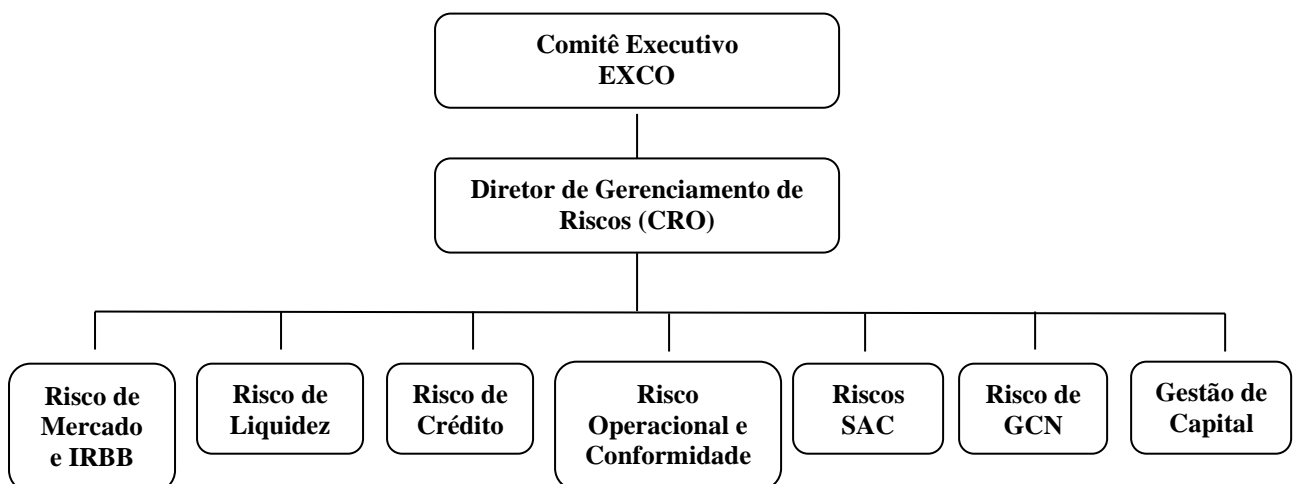 Comitê Executivo
EXCO
Diretor de Gerenciamento de
Riscos (CRO)
Risco de
Mercado
e IRBB
Risco de
Liquidez
Risco de
Crédito
Risco
Operacional e
Conformidade
Riscos
SAC
Risco de
GCN
Gestão de
Capital